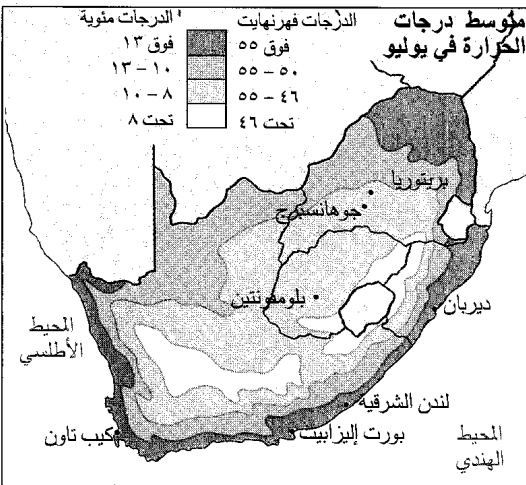 متوسط درجات
الحرارة في يوليو
الدرجات فهرنهايت
الدرجات مئوية
فوق ٥٥
فوق ١٣
٥٠ – ٥٥
١٠ – ١٣
٤٦ – ٥٥
٨ – ١٠
تحت ٤٦
تحت ٨
بريتوريا
جوهانسبرج
بلومفونتين
ديربان
المحيط
الأطلسي
لندن الشرقية
بورت إليزابيث
كيب تاون
المحيط
الهندي